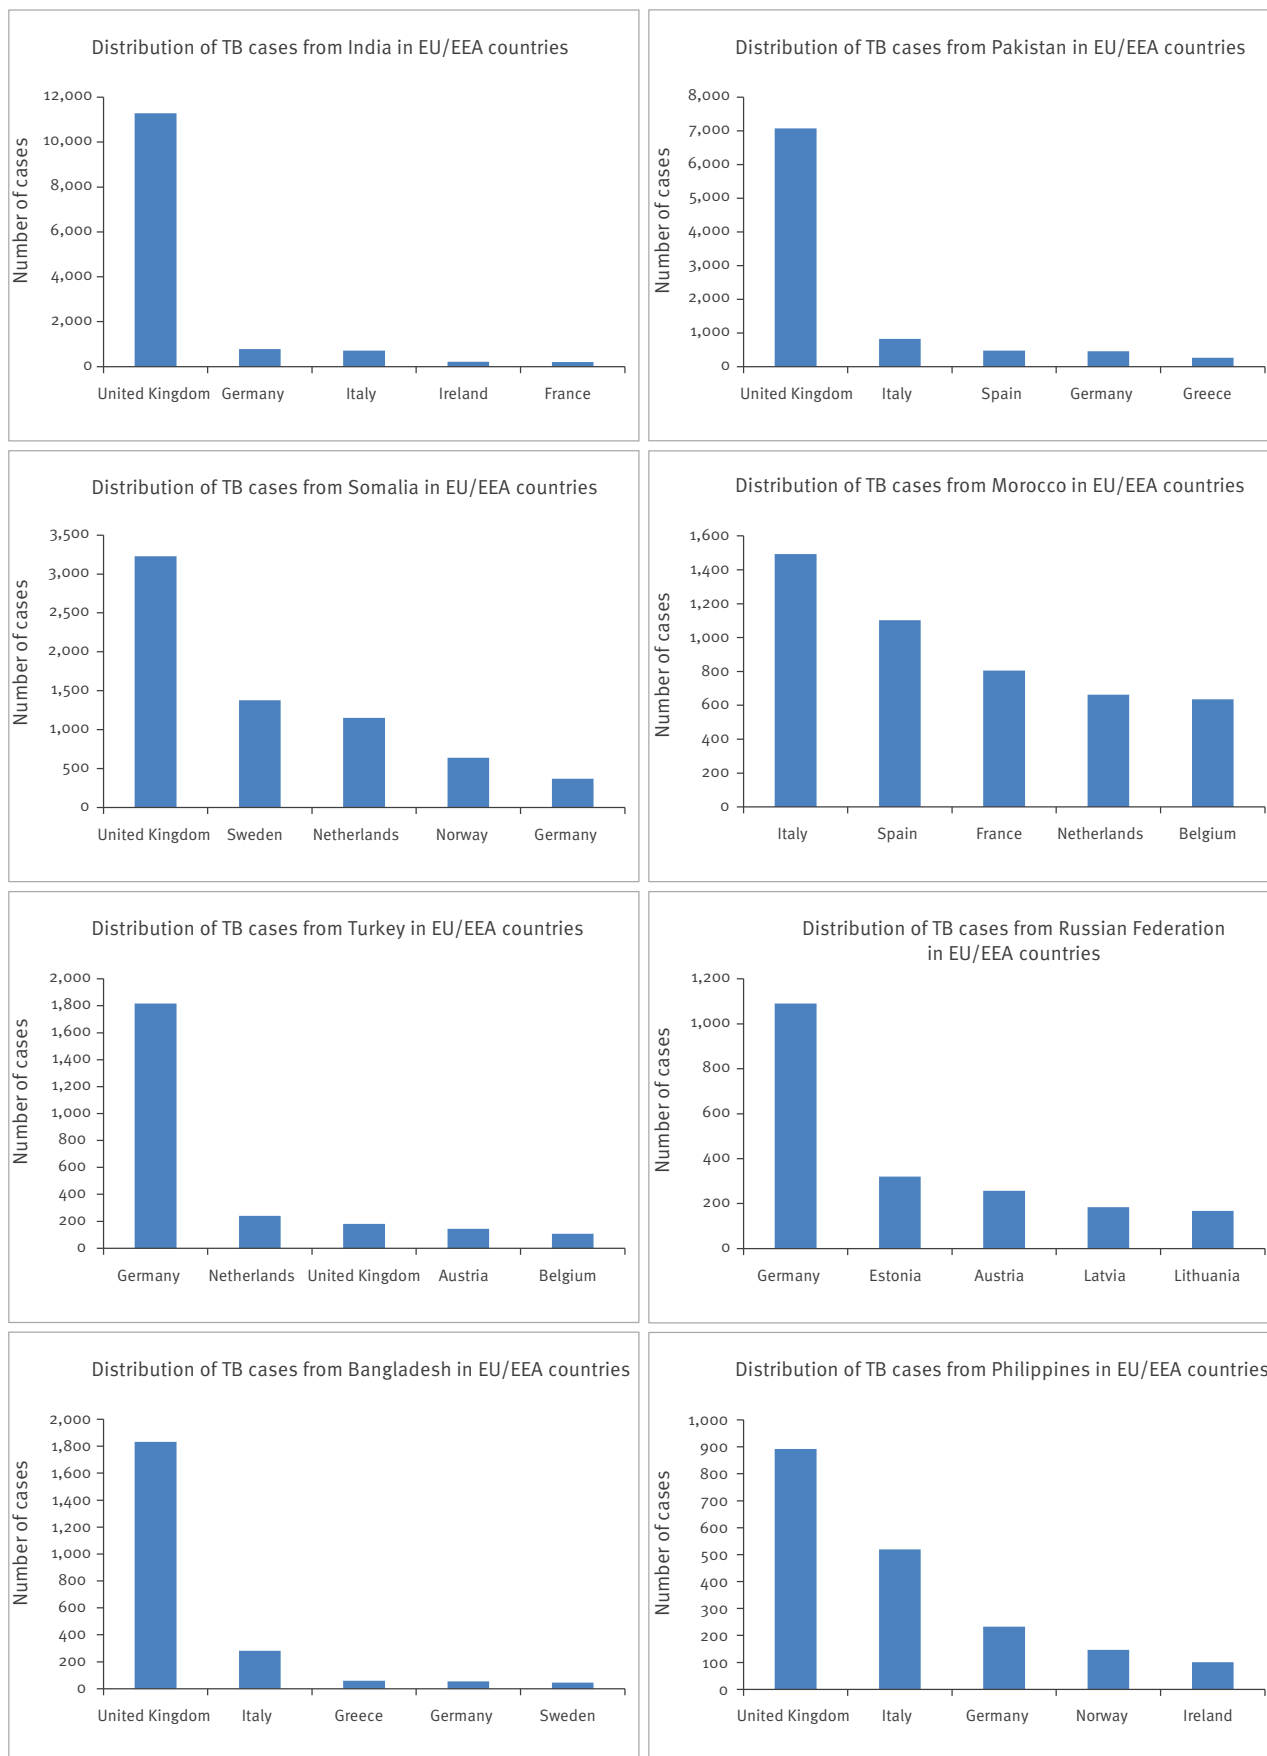 Distribution of TB cases from India in EU/EEA countries
Number of cases
12,000
10,000
8,000
6,000
4,000
2,000
0
United Kingdom Germany Italy Ireland France
Distribution of TB cases from Pakistan in EU/EEA countries
Number of cases
8,000
7,000
6,000
5,000
4,000
3,000
2,000
1,000
0
United Kingdom Italy Spain Germany Greece
Distribution of TB cases from Somalia in EU/EEA countries
Number of cases
3,500
3,000
2,500
2,000
1,500
1,000
500
0
United Kingdom Sweden Netherlands Norway Germany
Distribution of TB cases from Morocco in EU/EEA countries
Number of cases
1,600
1,400
1,200
1,000
800
600
400
200
0
Italy Spain France Netherlands Belgium
Distribution of TB cases from Turkey in EU/EEA countries
Number of cases
2,000
1,800
1,600
1,400
1,200
1,000
800
600
400
200
0
Germany Netherlands United Kingdom Austria Belgium
Distribution of TB cases from Russian Federation
in EU/EEA countries
Number of cases
1,200
1,000
800
600
400
200
0
Germany Estonia Austria Latvia Lithuania
Distribution of TB cases from Bangladesh in EU/EEA countries
Number of cases
2,000
1,800
1,600
1,400
1,200
1,000
800
600
400
200
0
United Kingdom Italy Greece Germany Sweden
Distribution of TB cases from Philippines in EU/EEA countries
Number of cases
1,000
900
800
700
600
500
400
300
200
100
0
United Kingdom Italy Germany Norway Ireland